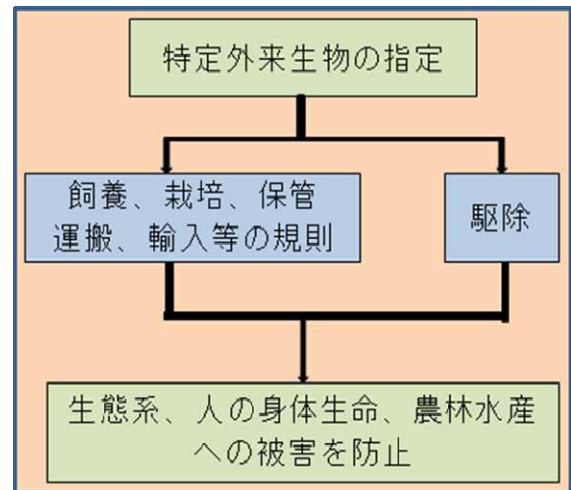 特定外来生物の指定
飼養、栽培、保管
運搬、輸入等の規則
駆除
生態系、人の身体生命、農林水産
への被害を防止